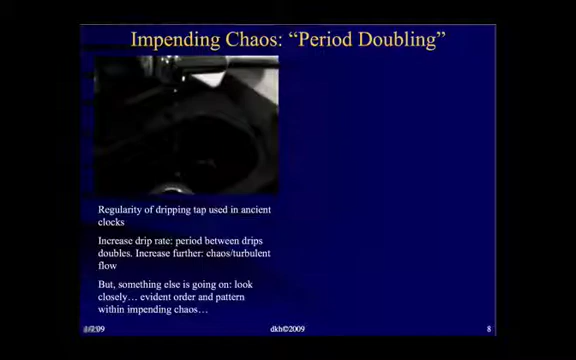 Impending Chaos: “Period Doubling”
Regularity of dripping tap used in ancient
clocks
Increase drip rate: period between drips
doubles. Increase further: chaos/turbulent
flow
But, something else is going on: look
closely… evident order and pattern
within impending chaos…
dkh©2009
8